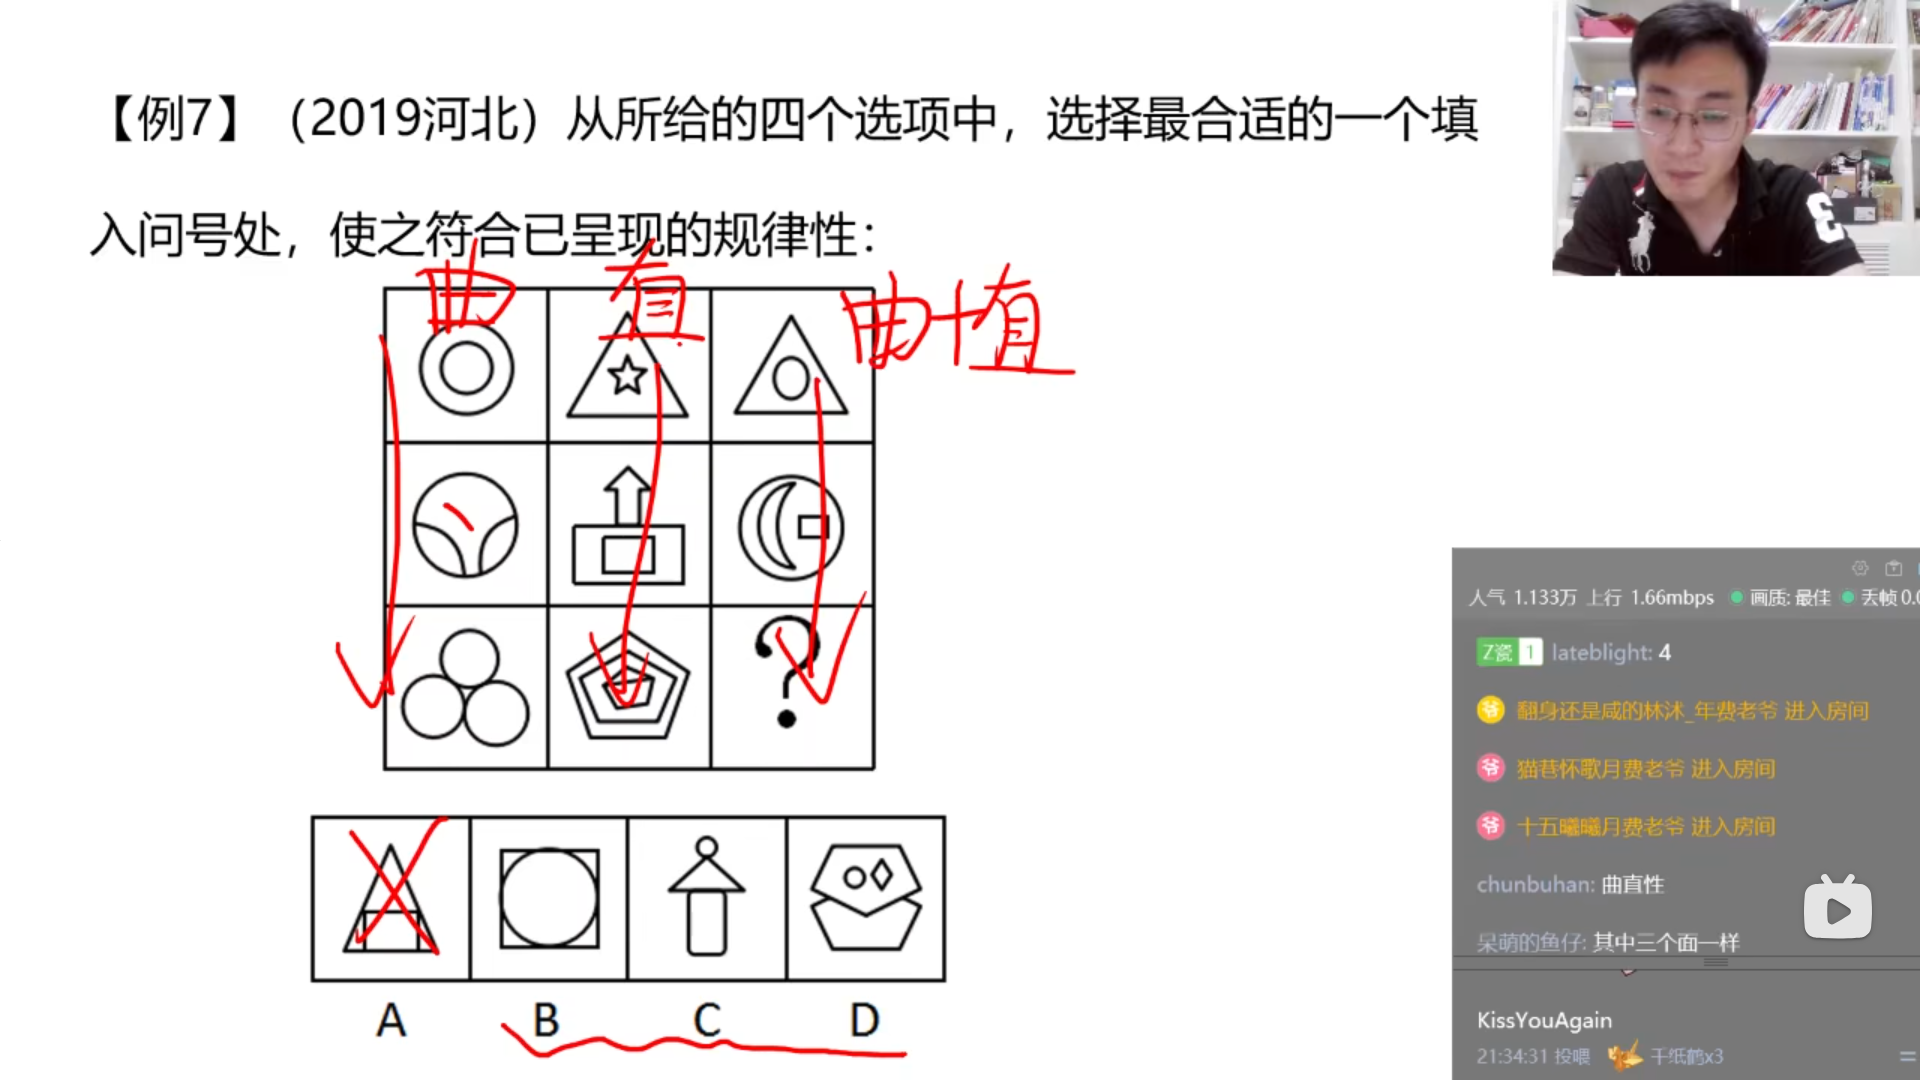 【例7】（2019河北）从所给的四个选项中，选择最合适的一个填
入问号处，使之符合已呈现的规律性：
曲 直 曲+直
?
A B C D
3
人气 1.133万 上行 1.66mbps 画质: 最佳 丢帧 0.0
Z瓷 1 lateblight: 4
爷 翻身还是咸的林沭_年费老爷 进入房间
爷 猫巷怀歌月费老爷 进入房间
爷 十五曦曦月费老爷 进入房间
chunbuhan: 曲直性
呆萌的鱼仔: 其中三个面一样
KissYouAgain
21:34:31 投喂 千纸鹤x3